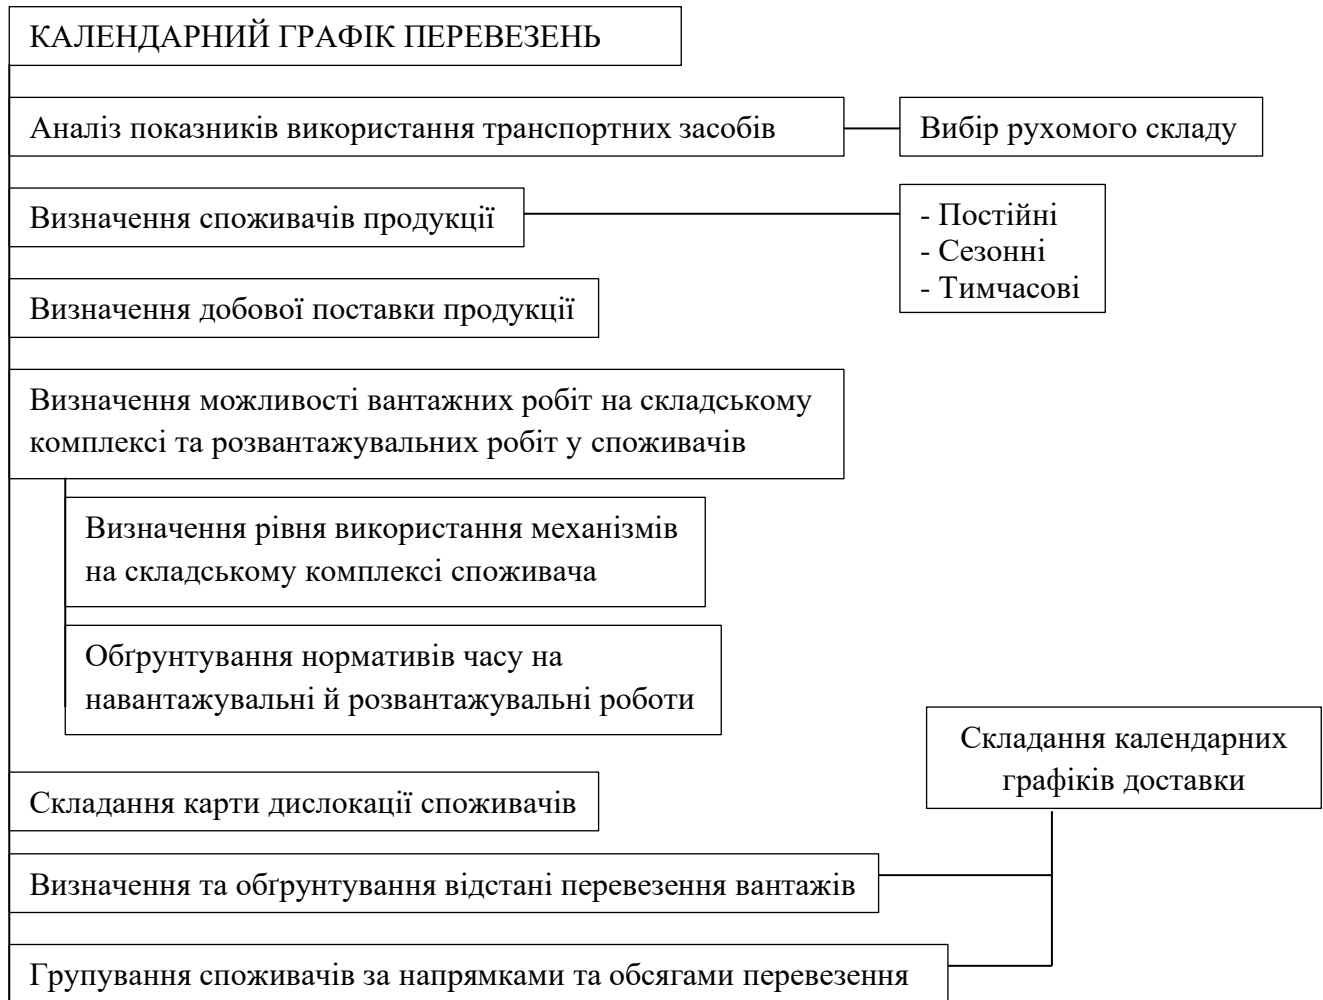 КАЛЕНДАРНИЙ ГРАФІК ПЕРЕВЕЗЕНЬ
Аналіз показників використання транспортних засобів
Вибір рухомого складу
Визначення споживачів продукції
- Постійні
- Сезонні
- Тимчасові
Визначення добової поставки продукції
Визначення можливості вантажних робіт на складському
комплексі та розвантажувальних робіт у споживачів
Визначення рівня використання механізмів
на складському комплексі споживача
Обґрунтування нормативів часу на
навантажувальні й розвантажувальні роботи
Складання календарних
графіків доставки
Складання карти дислокації споживачів
Визначення та обґрунтування відстані перевезення вантажів
Групування споживачів за напрямками та обсягами перевезення